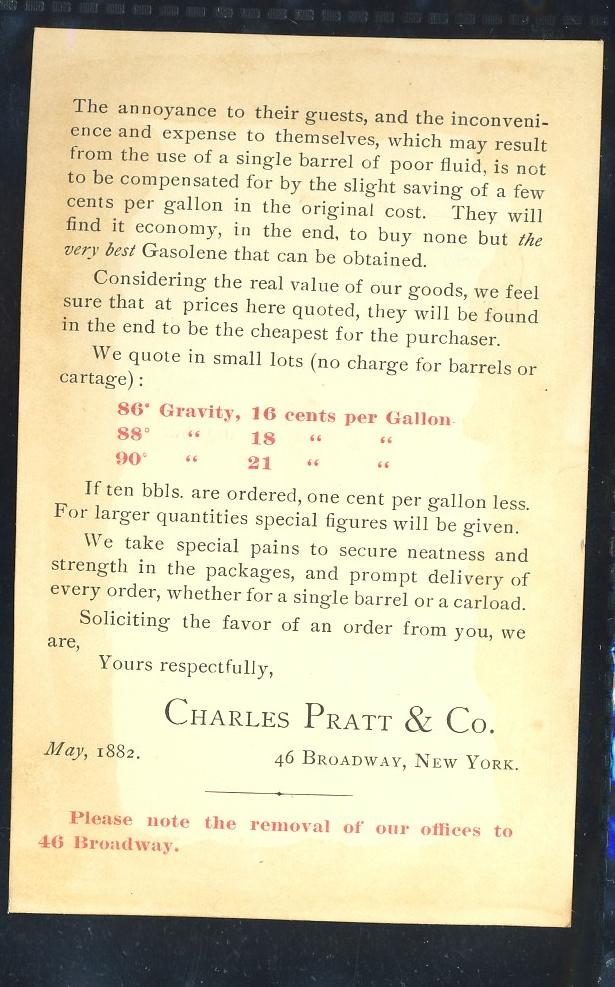 The annoyance to their guests, and the inconveni-
ence and expense to themselves, which may result
from the use of a single barrel of poor fluid, is not
to be compensated for by the slight saving of a few
cents per gallon in the original cost. They will
find it economy, in the end, to buy none but the
very best Gasolene that can be obtained.
Considering the real value of our goods, we feel
sure that at prices here quoted, they will be found
in the end to be the cheapest for the purchaser.
We quote in small lots (no charge for barrels or
cartage):
86° Gravity, 16 cents per Gallon
88° “ 18 “ “
90° “ 21 “ “
If ten bbls. are ordered, one cent per gallon less.
For larger quantities special figures will be given.
We take special pains to secure neatness and
strength in the packages, and prompt delivery of
every order, whether for a single barrel or a carload.
Soliciting the favor of an order from you, we
are,
Yours respectfully,
CHARLES PRATT & CO.
May, 1882.
46 BROADWAY, NEW YORK.
Please note the removal of our offices to
46 Broadway.